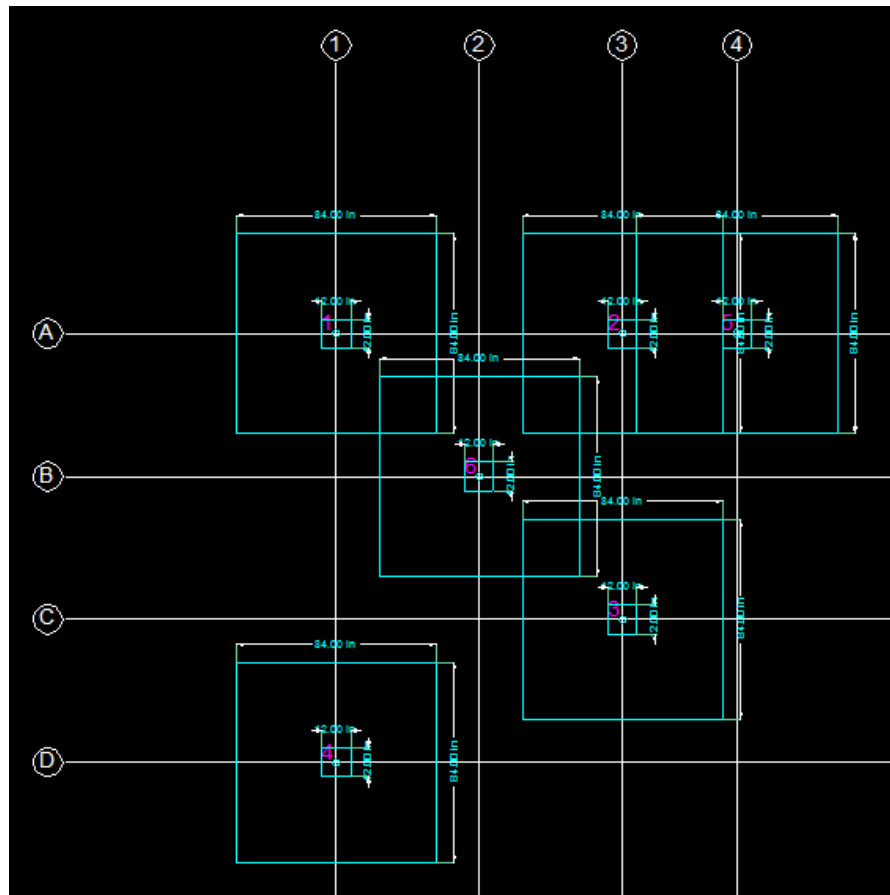 1 2 3 4
84.00 in 84.00 in
12.00 in 12.00 in 12.00 in
1 2 5
A
12.00 in 12.00 in 12.00 in
84.00 in 84.00 in 84.00 in
84.00 in
12.00 in
6
B
12.00 in
84.00 in
84.00 in
12.00 in
3
C
12.00 in
84.00 in
84.00 in
12.00 in
4
D
12.00 in
84.00 in